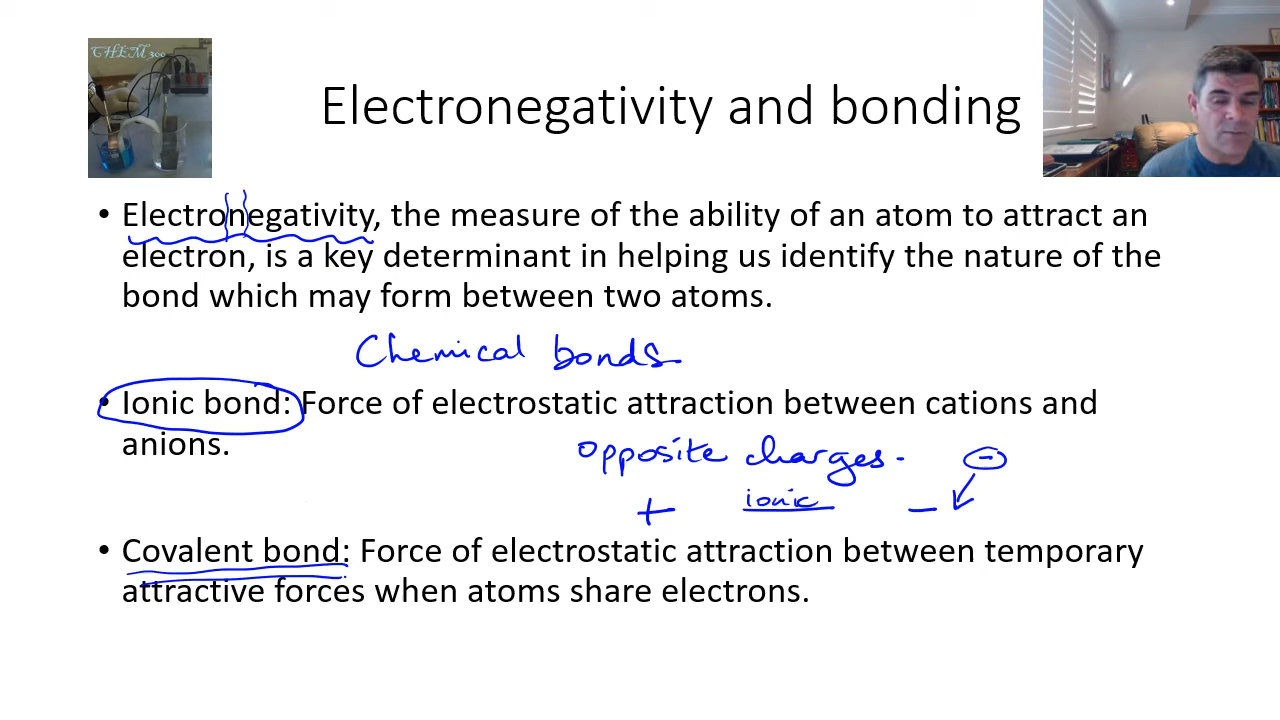 CHEM 300
Electronegativity and bonding
• Electronegativity, the measure of the ability of an atom to attract an
electron, is a key determinant in helping us identify the nature of the
bond which may form between two atoms.
Chemical bonds
• Ionic bond: Force of electrostatic attraction between cations and
anions.
opposite charges.
-
+ ionic -
• Covalent bond: Force of electrostatic attraction between temporary
attractive forces when atoms share electrons.